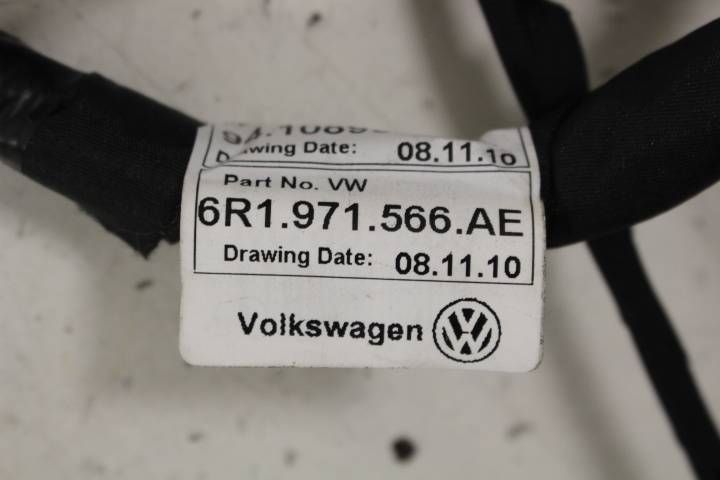 Drawing Date: 08.11.10
Part No. VW
6R1.971.566.AE
Drawing Date: 08.11.10
Volkswagen